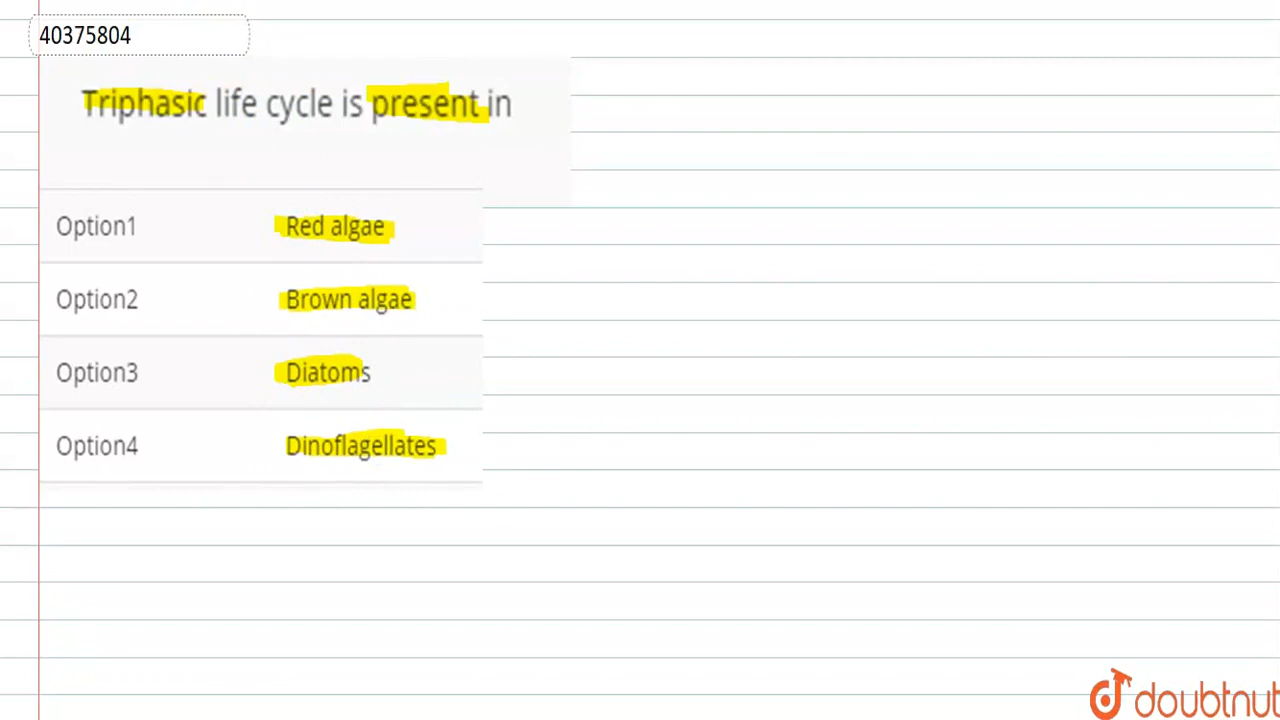 40375804
Triphasic life cycle is present in
Option1 Red algae
Option2 Brown algae
Option3 Diatoms
Option4 Dinoflagellates
doubtnut